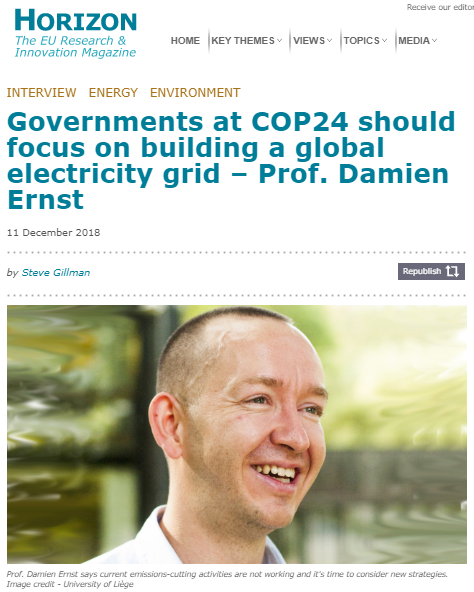 Receive our editor
HORIZON
The EU Research &
Innovation Magazine
HOME KEY THEMES VIEWS TOPICS MEDIA
INTERVIEW ENERGY ENVIRONMENT
Governments at COP24 should
focus on building a global
electricity grid – Prof. Damien
Ernst
11 December 2018
by Steve Gillman
Republish
Prof. Damien Ernst says current emissions-cutting activities are not working and it's time to consider new strategies.
Image credit - University of Liège